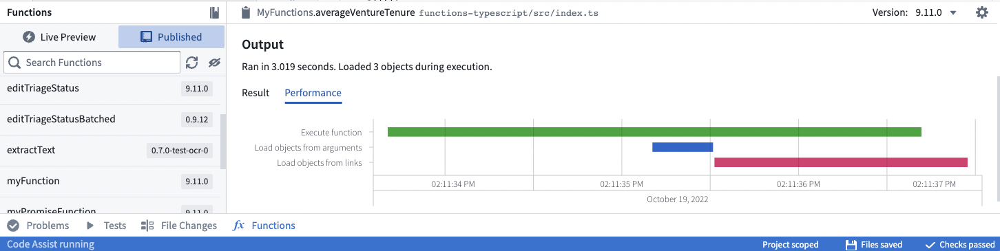 Functions
MyFunctions.averageVentureTenure functions-typescript/src/index.ts
Version: 9.11.0
Live Preview
Published
Search Functions
editTriageStatus 9.11.0
editTriageStatusBatched 0.9.12
extractText 0.7.0-test-ocr-0
myFunction 9.11.0
myPromiseFunction 9.11.0
Output
Ran in 3.019 seconds. Loaded 3 objects during execution.
Result Performance
Execute function
Load objects from arguments
Load objects from links
02:11:34 PM 02:11:35 PM 02:11:36 PM 02:11:37 PM
October 19, 2022
Problems Tests File Changes fx Functions
Code Assist running
Project scoped Files saved Checks passed